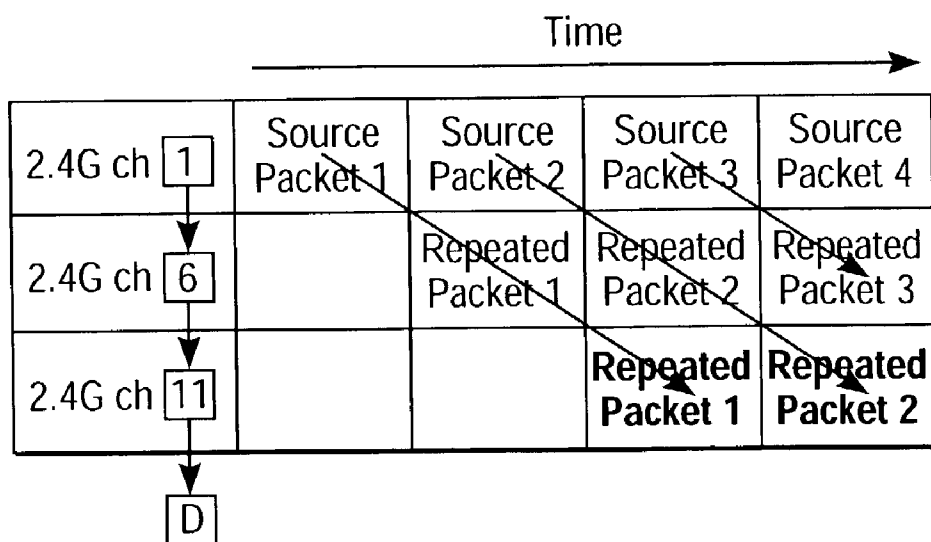 Time
2.4G ch 1
Source
Packet 1
Source
Packet 2
Source
Packet 3
Source
Packet 4
2.4G ch 6
Repeated
Packet 1
Repeated
Packet 2
Repeated
Packet 3
2.4G ch 11
Repeated
Packet 1
Repeated
Packet 2
D